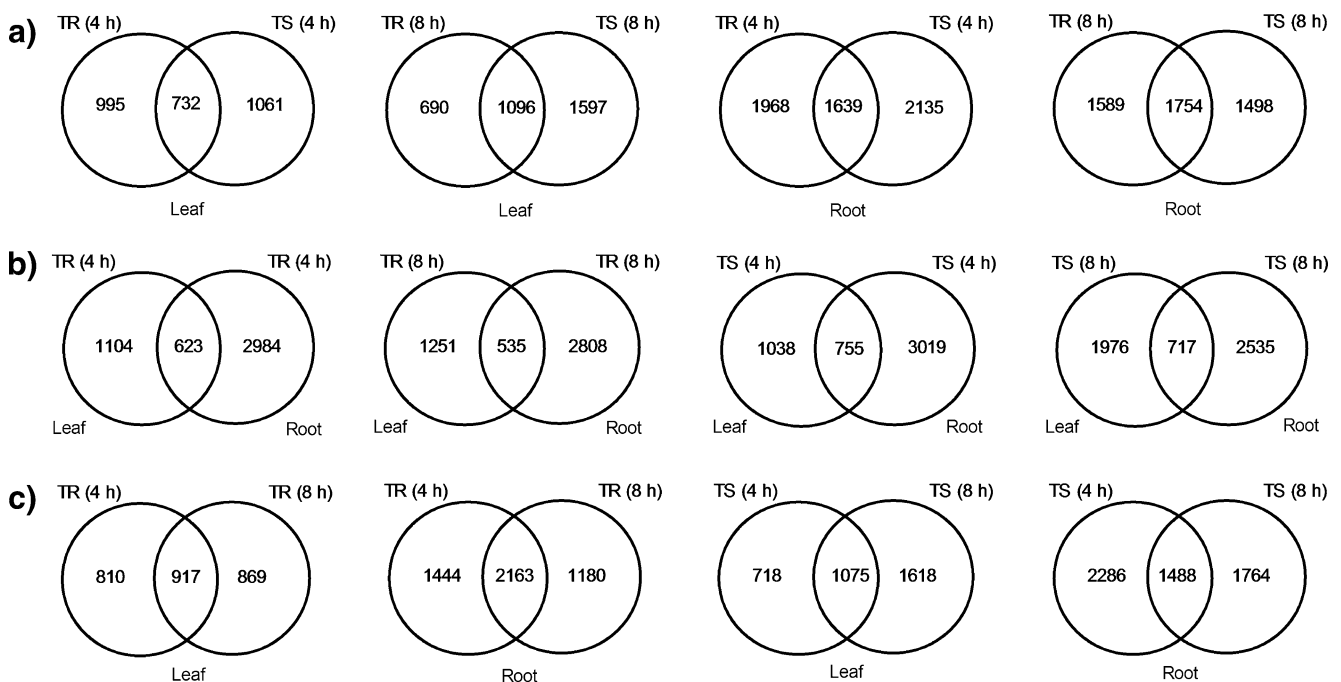 a)
TR (4 h) TS (4 h) TR (8 h) TS (8 h) TR (4 h) TS (4 h) TR (8 h) TS (8 h)
995 732 1061 690 1096 1597 1968 1639 2135 1589 1754 1498
Leaf Leaf Root Root
b)
TR (4 h) TR (4 h) TR (8 h) TR (8 h) TS (4 h) TS (4 h) TS (8 h) TS (8 h)
1104 623 2984 1251 535 2808 1038 755 3019 1976 717 2535
Leaf Root Leaf Root Leaf Root Leaf Root
c)
TR (4 h) TR (8 h) TR (4 h) TR (8 h) TS (4 h) TS (8 h) TS (4 h) TS (8 h)
810 917 869 1444 2163 1180 718 1075 1618 2286 1488 1764
Leaf Root Leaf Root